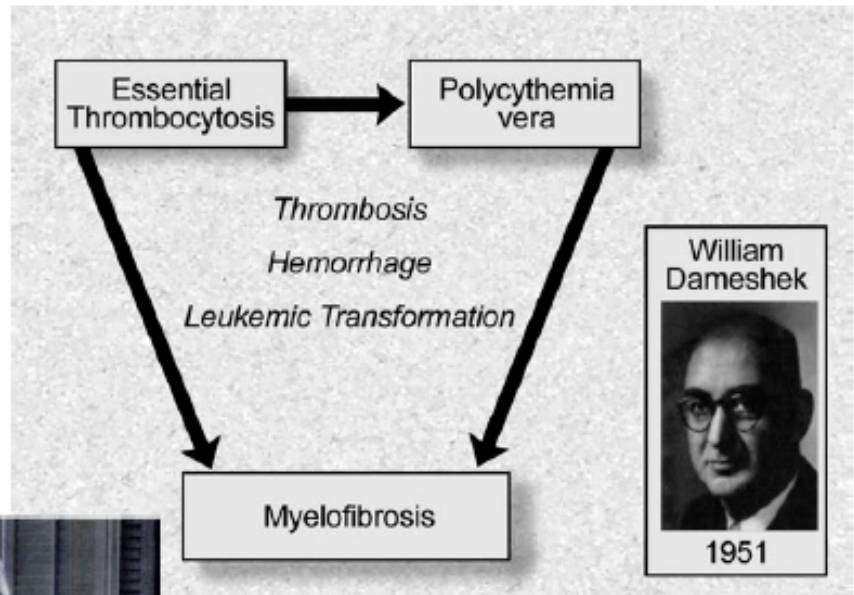 Essential
Thrombocytosis
Polycythemia
vera
Thrombosis
Hemorrhage
Leukemic Transformation
William
Dameshek
1951
Myelofibrosis